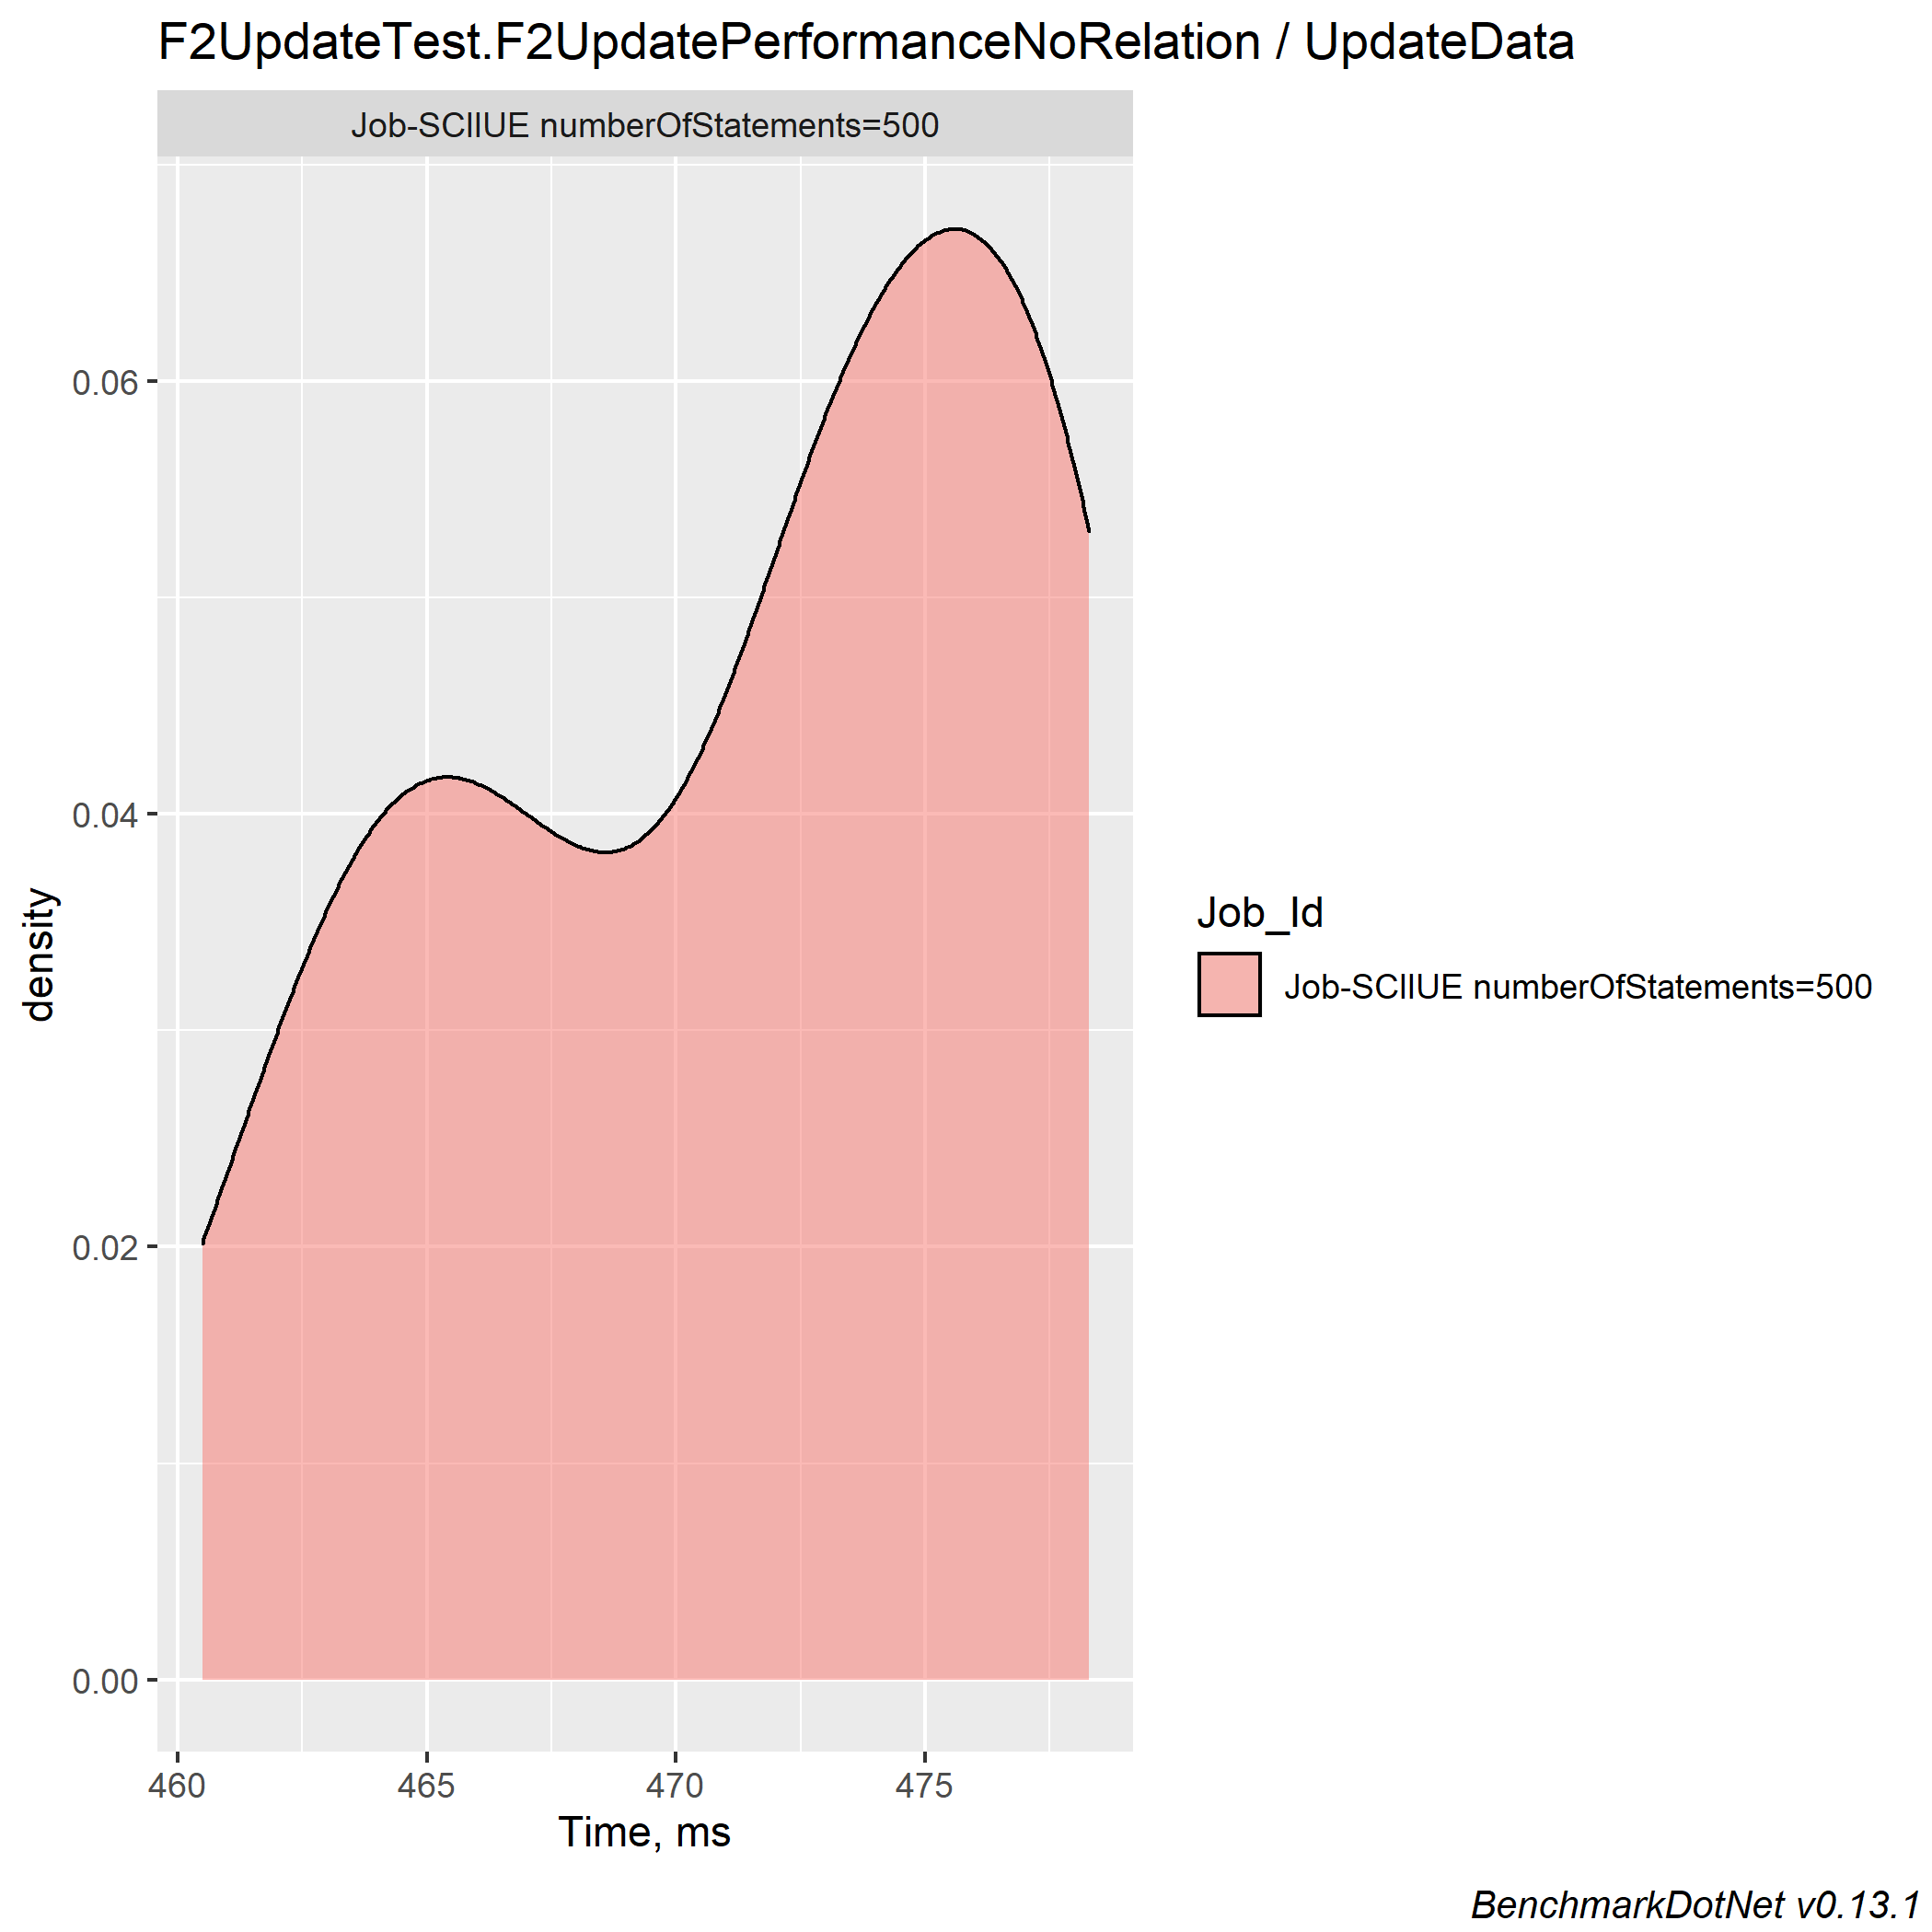 F2UpdateTest.F2UpdatePerformanceNoRelation / UpdateData
Job-SCIIUE numberOfStatements=500
0.06
0.04
0.02
0.00
density
460 465 470 475
Time, ms
Job_Id
Job-SCIIUE numberOfStatements=500
BenchmarkDotNet v0.13.1